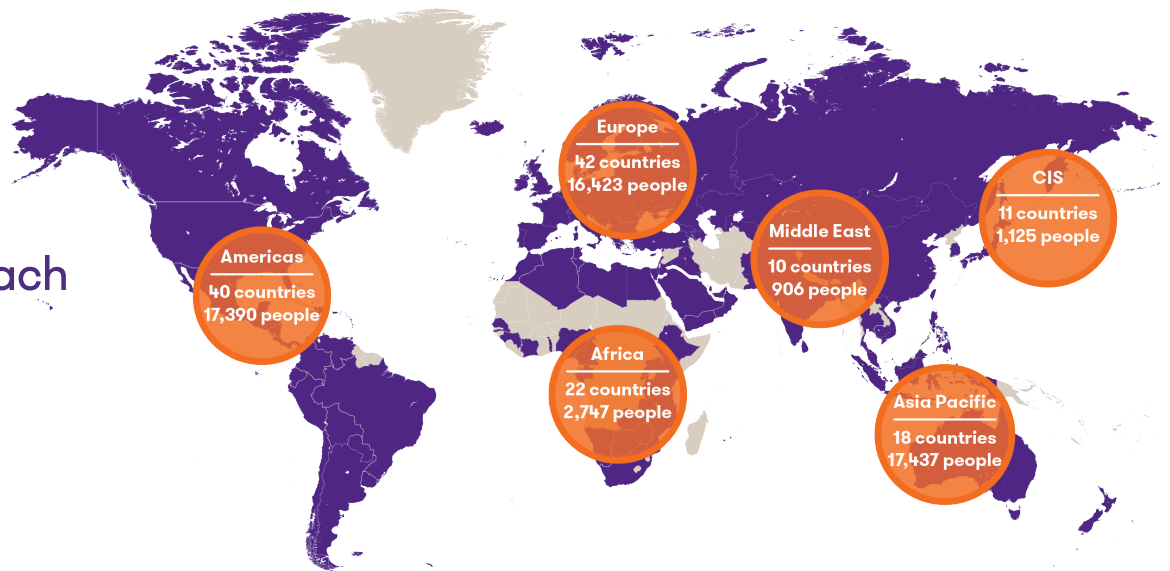 ach
Europe
42 countries
16,423 people
CIS
11 countries
1,125 people
Middle East
10 countries
906 people
Americas
40 countries
17,390 people
Africa
22 countries
2,747 people
Asia Pacific
18 countries
17,437 people